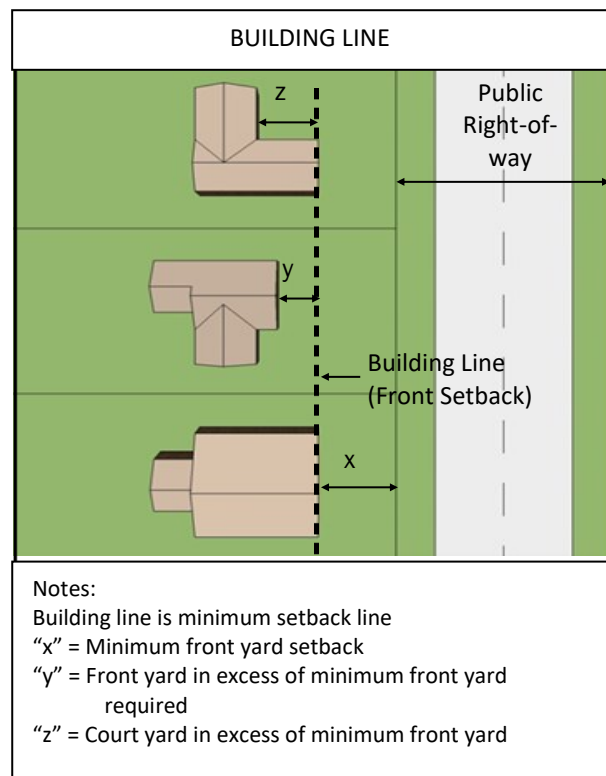 BUILDING LINE
z
Public
Right-of-
way
y
Building Line
(Front Setback)
x
Notes:
Building line is minimum setback line
“x” = Minimum front yard setback
“y” = Front yard in excess of minimum front yard
required
“z” = Court yard in excess of minimum front yard